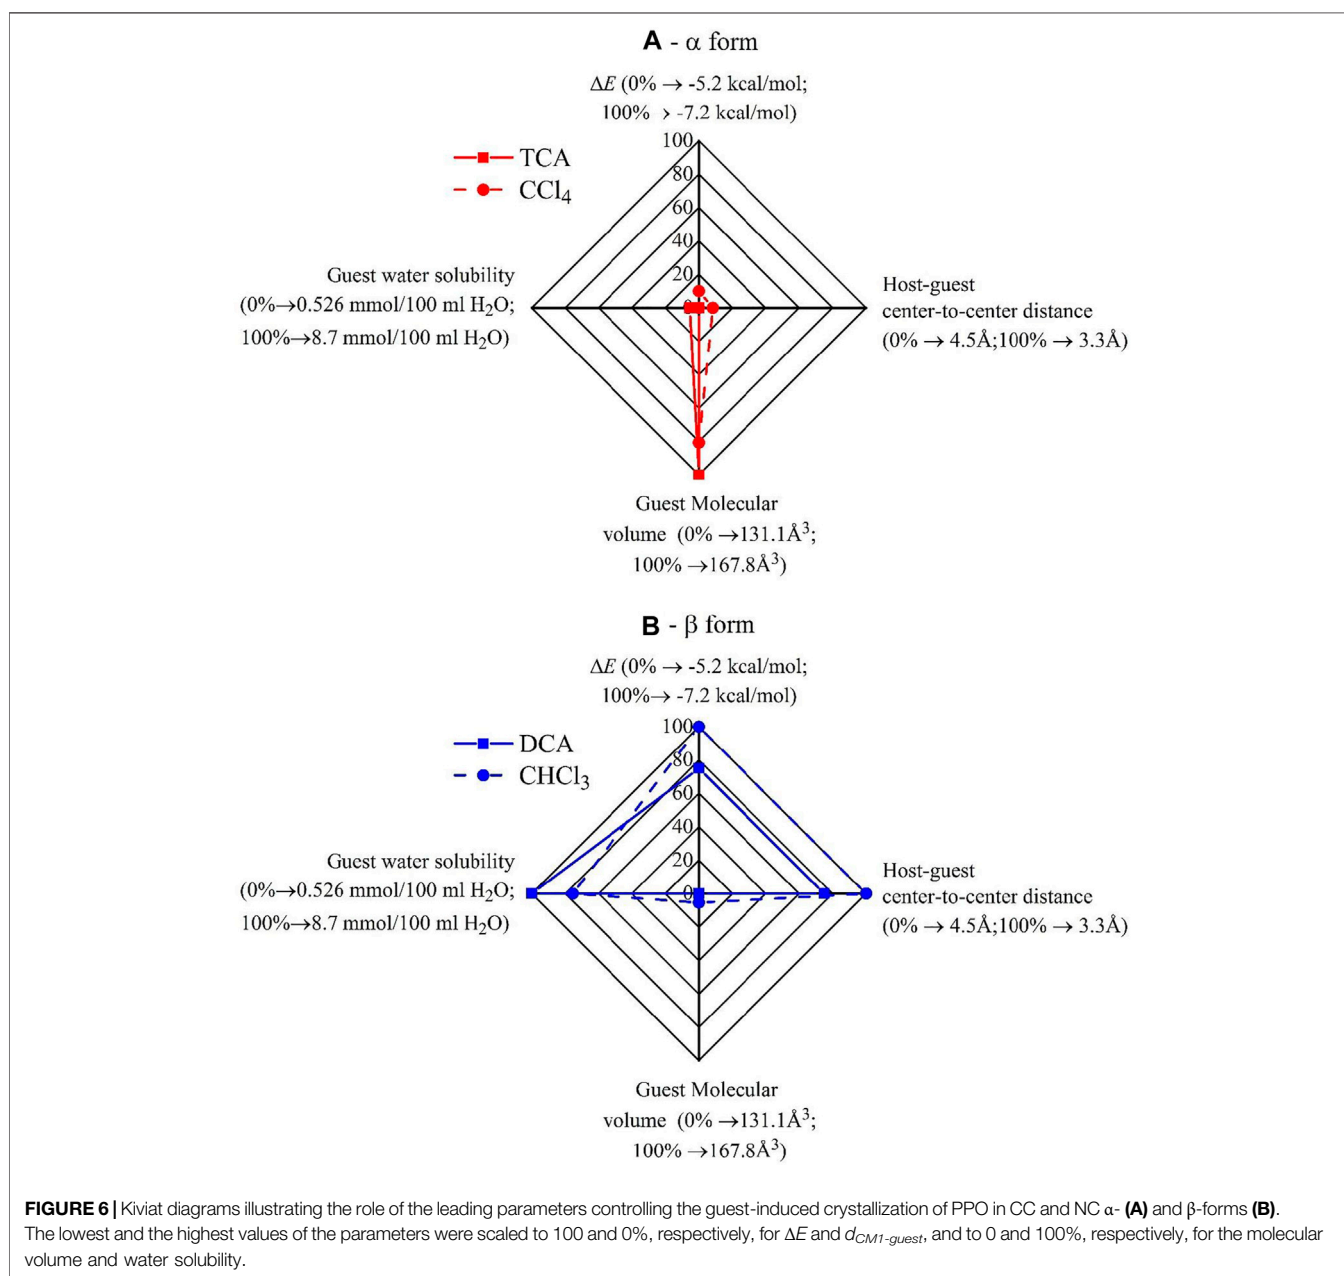 A - α form
ΔE (0% → -5.2 kcal/mol;
100% › -7.2 kcal/mol)
100
80
60
40
20
0
TCA
CCl4
Guest water solubility
(0%→0.526 mmol/100 ml H2O;
100%→8.7 mmol/100 ml H2O)
Host-guest
center-to-center distance
(0% → 4.5Å;100% → 3.3Å)
Guest Molecular
volume (0% →131.1Å3;
100% →167.8Å3)
B - β form
ΔE (0% → -5.2 kcal/mol;
100%→ -7.2 kcal/mol)
100
80
60
40
20
0
DCA
CHCl3
Guest water solubility
(0%→0.526 mmol/100 ml H2O;
100%→8.7 mmol/100 ml H2O)
Host-guest
center-to-center distance
(0% → 4.5Å;100% → 3.3Å)
Guest Molecular
volume (0% →131.1Å3;
100% →167.8Å3)
FIGURE 6 | Kiviat diagrams illustrating the role of the leading parameters controlling the guest-induced crystallization of PPO in CC and NC α- (A) and β-forms (B).
The lowest and the highest values of the parameters were scaled to 100 and 0%, respectively, for ΔE and dCM1-guest, and to 0 and 100%, respectively, for the molecular
volume and water solubility.